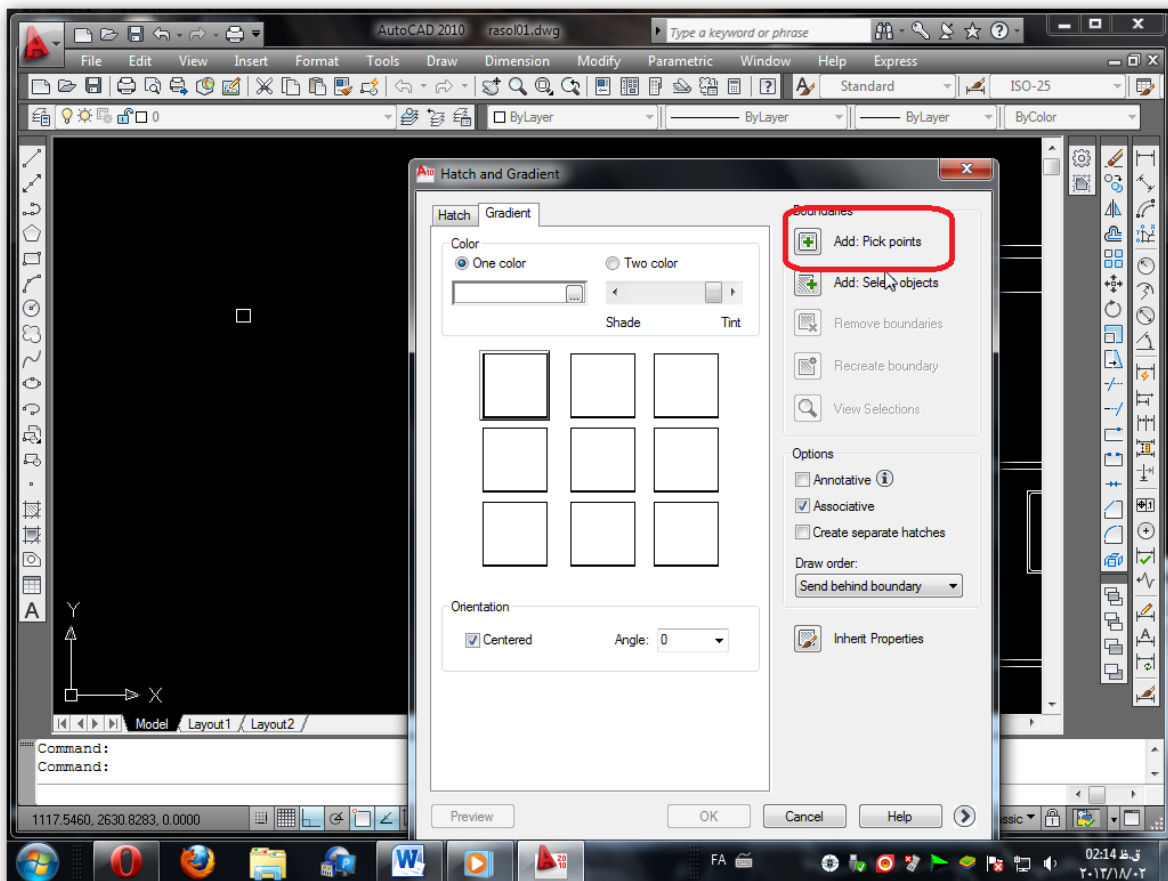 AutoCAD 2010 rasol01.dwg Type a keyword or phrase
File Edit View Insert Format Tools Draw Dimension Modify Parametric Window Help Express
Standard ISO-25
0 ByLayer ByLayer ByLayer ByColor
Hatch and Gradient
Hatch Gradient
Color
One color Two color
Shade Tint
Orientation
Centered Angle: 0
Boundaries
Add: Pick points
Add: Select objects
Remove boundaries
Recreate boundary
View Selections
Options
Annotative
Associative
Create separate hatches
Draw order:
Send behind boundary
Inherit Properties
Preview OK Cancel Help
Y
X
Model Layout1 Layout2
Command:
Command:
1117.5460, 2630.8283, 0.0000
FA
02:14 ق.ظ